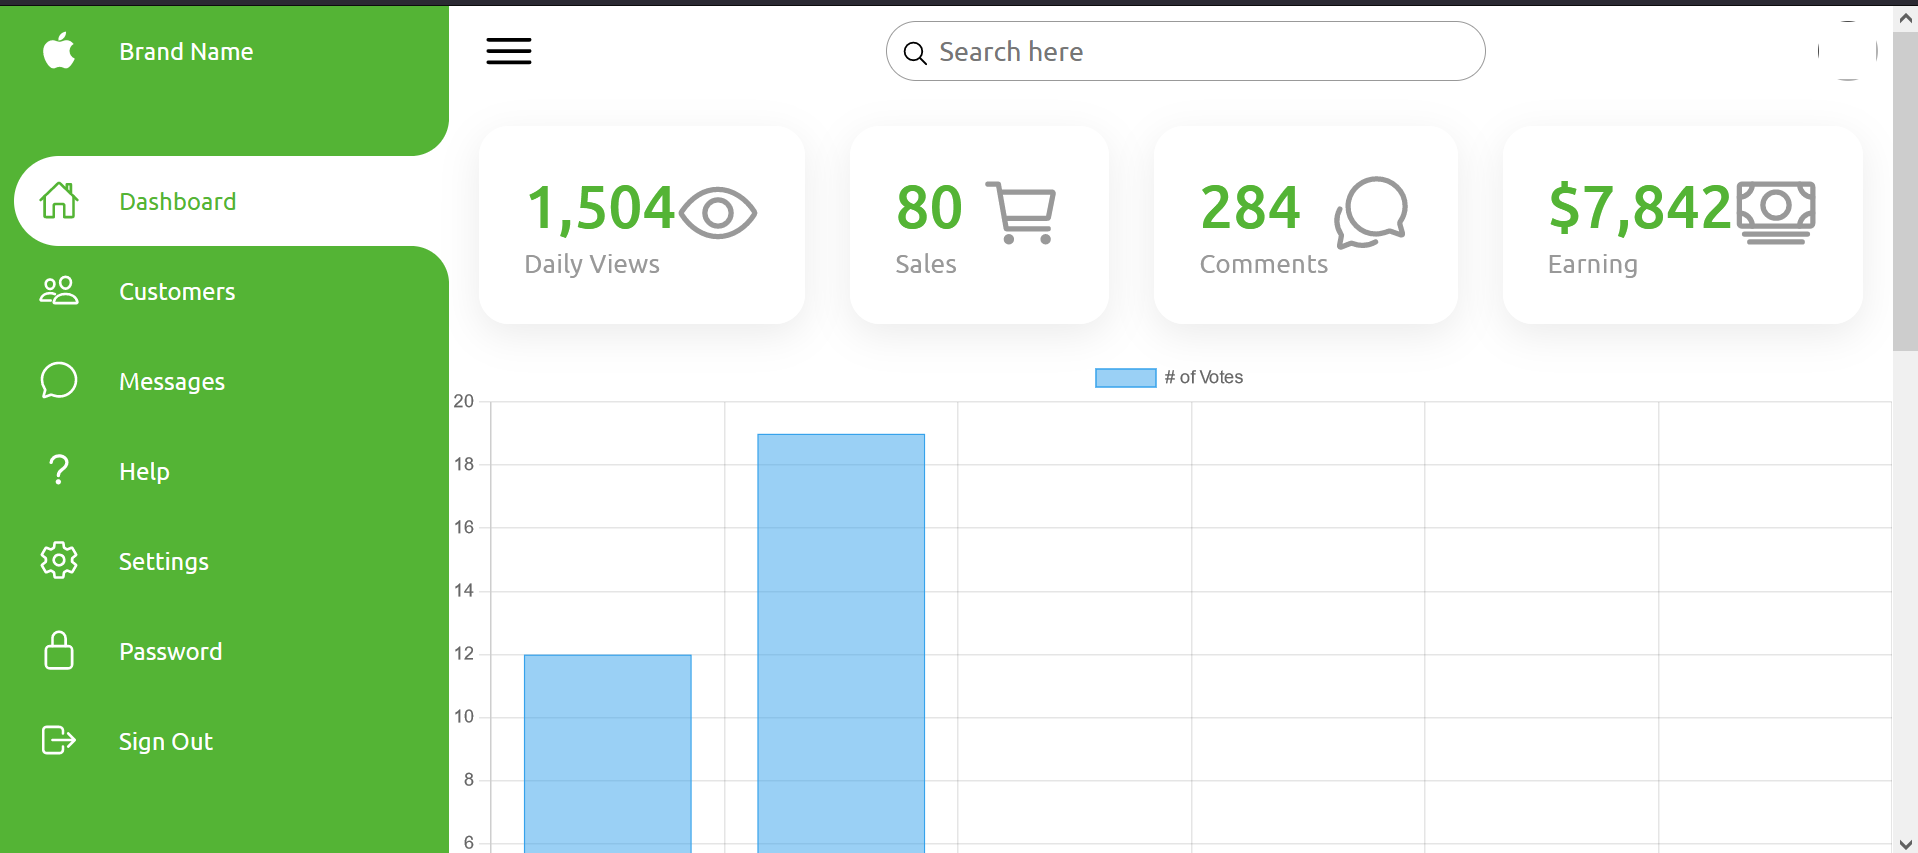 Brand Name
Search here
Dashboard
Customers
Messages
Help
Settings
Password
Sign Out
1,504
Daily Views
80
Sales
284
Comments
$7,842
Earning
# of Votes
20
18
16
14
12
10
8
6